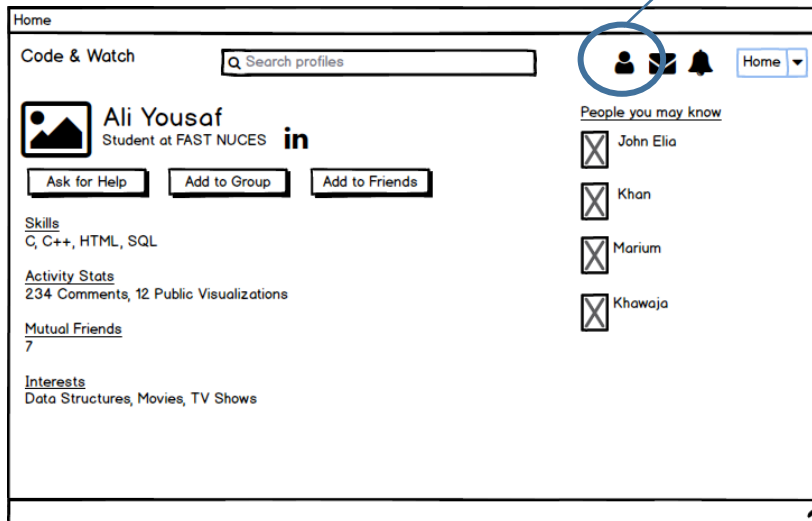 Home
Code & Watch
Search profiles
Home
Ali Yousaf
Student at FAST NUCES
in
Ask for Help
Add to Group
Add to Friends
Skills
C, C++, HTML, SQL
Activity Stats
234 Comments, 12 Public Visualizations
Mutual Friends
7
Interests
Data Structures, Movies, TV Shows
People you may know
John Elia
Khan
Marium
Khawaja